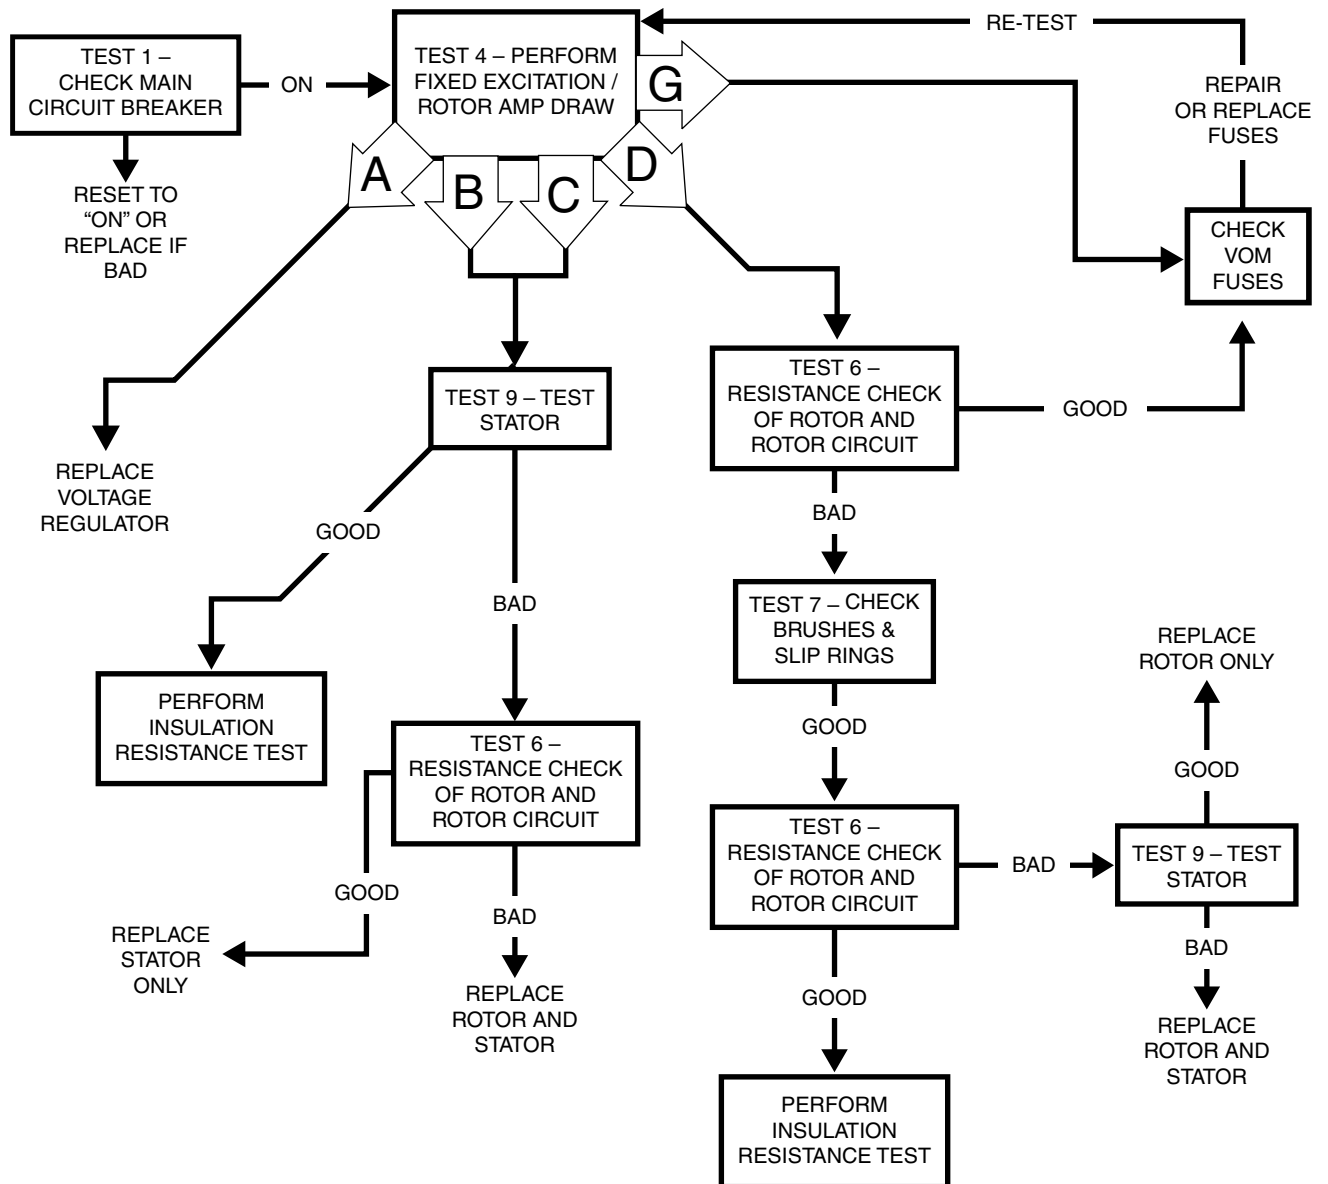 TEST 1 –
CHECK MAIN
CIRCUIT BREAKER
ON
TEST 4 – PERFORM
FIXED EXCITATION /
ROTOR AMP DRAW
RE-TEST
REPAIR
OR REPLACE
FUSES
CHECK
VOM
FUSES
RESET TO
“ON” OR
REPLACE IF
BAD
A
B
C
D
G
REPLACE
VOLTAGE
REGULATOR
TEST 9 – TEST
STATOR
GOOD
BAD
PERFORM
INSULATION
RESISTANCE TEST
TEST 6 –
RESISTANCE CHECK
OF ROTOR AND
ROTOR CIRCUIT
GOOD
REPLACE
STATOR
ONLY
BAD
REPLACE
ROTOR AND
STATOR
TEST 6 –
RESISTANCE CHECK
OF ROTOR AND
ROTOR CIRCUIT
GOOD
BAD
TEST 7 – CHECK
BRUSHES &
SLIP RINGS
GOOD
TEST 6 –
RESISTANCE CHECK
OF ROTOR AND
ROTOR CIRCUIT
BAD
GOOD
PERFORM
INSULATION
RESISTANCE TEST
REPLACE
ROTOR ONLY
GOOD
TEST 9 – TEST
STATOR
BAD
REPLACE
ROTOR AND
STATOR